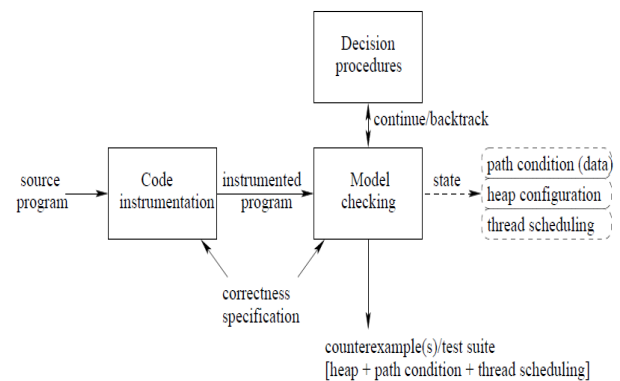 Decision
procedures
continue/backtrack
source
program
Code
instrumentation
instrumented
program
Model
checking
state
path condition (data)
heap configuration
thread scheduling
correctness
specification
counterexample(s)/test suite
[heap + path condition + thread scheduling]